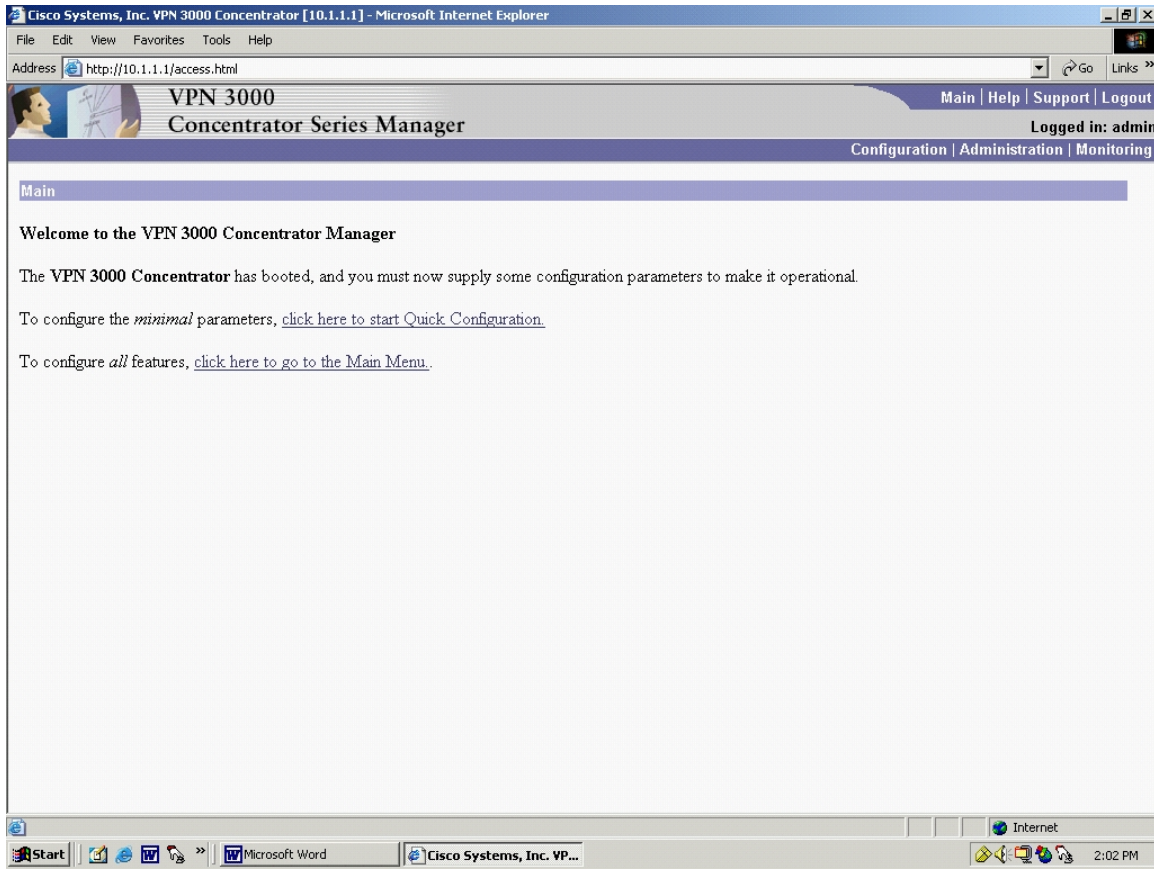 Cisco Systems, Inc. VPN 3000 Concentrator [10.1.1.1] - Microsoft Internet Explorer
File Edit View Favorites Tools Help
Address http://10.1.1.1/access.html Go Links »
VPN 3000
Concentrator Series Manager
Main | Help | Support | Logout
Logged in: admin
Configuration | Administration | Monitoring
Main
Welcome to the VPN 3000 Concentrator Manager
The VPN 3000 Concentrator has booted, and you must now supply some configuration parameters to make it operational.
To configure the minimal parameters, click here to start Quick Configuration.
To configure all features, click here to go to the Main Menu..
Internet
Start » Microsoft Word Cisco Systems, Inc. VP... 2:02 PM